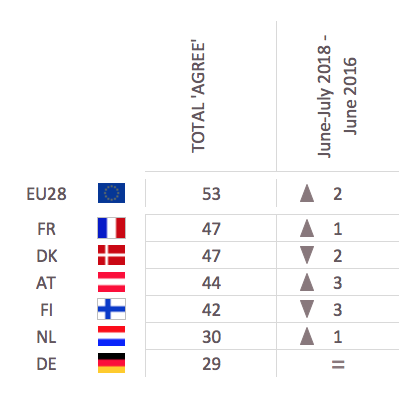 TOTAL 'AGREE'
June-July 2018 -
June 2016
EU28 53 ▲ 2
FR 47 ▲ 1
DK 47 ▼ 2
AT 44 ▲ 3
FI 42 ▼ 3
NL 30 ▲ 1
DE 29 =